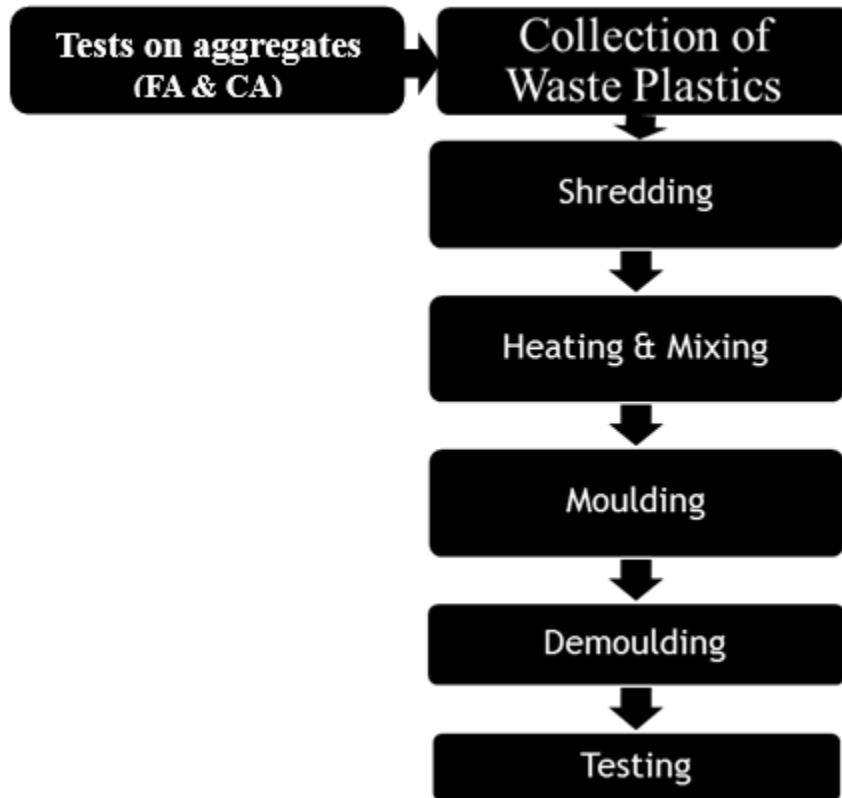 Tests on aggregates
(FA & CA)
Collection of
Waste Plastics
Shredding
Heating & Mixing
Moulding
Demoulding
Testing